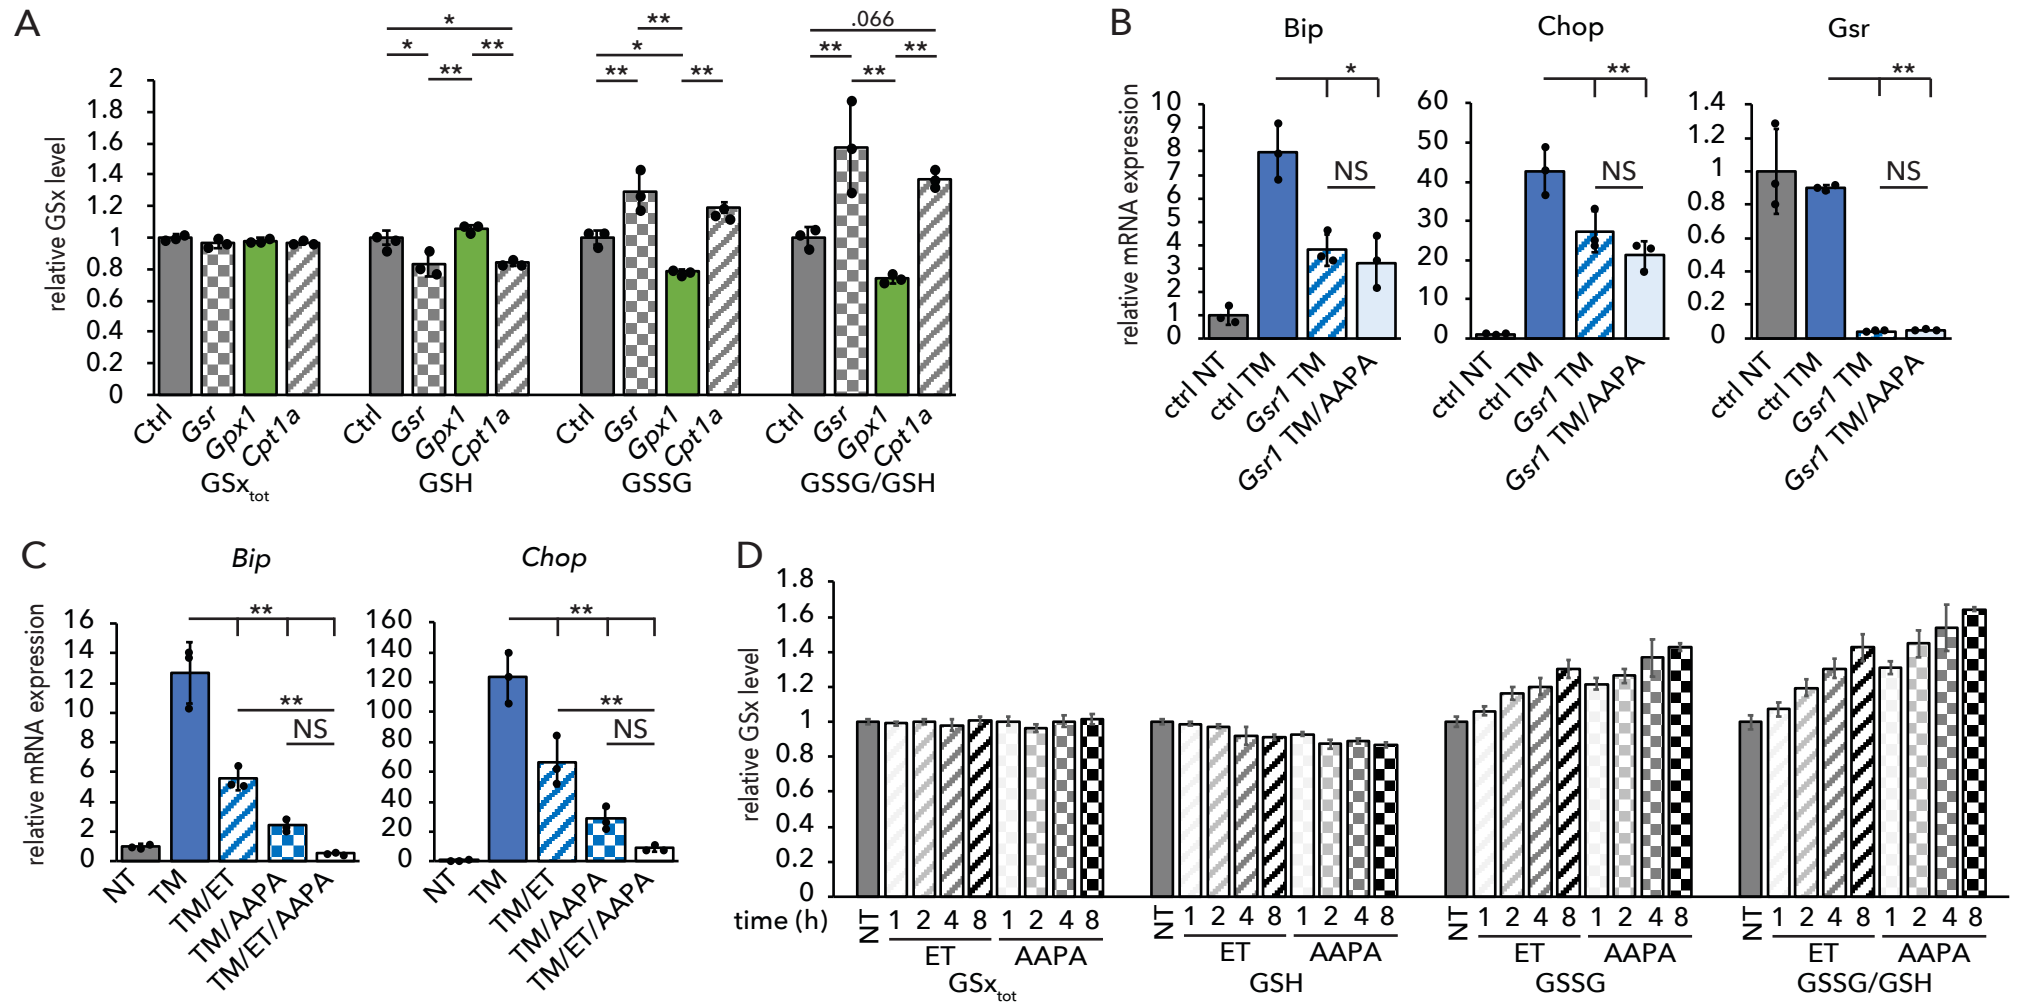 A
* ** .066
* ** * ** **
** ** ** **
relative GSx level
2
1.8
1.6
1.4
1.2
1
0.8
0.6
0.4
0.2
0
Ctrl Gsr Gpx1 Cpt1a Ctrl Gsr Gpx1 Cpt1a Ctrl Gsr Gpx1 Cpt1a Ctrl Gsr Gpx1 Cpt1a
GSxtot GSH GSSG GSSG/GSH
B
Bip Chop Gsr
relative mRNA expression
* ** **
NS NS NS
10
9
8
7
6
5
4
3
2
1
0
ctrl NT ctrl TM Gsr1 TM Gsr1 TM/AAPA
60
50
40
30
20
10
0
ctrl NT ctrl TM Gsr1 TM Gsr1 TM/AAPA
1.4
1.2
1
0.8
0.6
0.4
0.2
0
ctrl NT ctrl TM Gsr1 TM Gsr1 TM/AAPA
C
Bip Chop
relative mRNA expression
** **
** **
NS NS
16
14
12
10
8
6
4
2
0
NT TM TM/ET TM/AAPA TM/ET/AAPA
160
140
120
100
80
60
40
20
0
NT TM TM/ET TM/AAPA TM/ET/AAPA
D
relative GSx level
1.8
1.6
1.4
1.2
1
0.8
0.6
0.4
0.2
0
time (h) NT 1 2 4 8 1 2 4 8 NT 1 2 4 8 1 2 4 8 NT 1 2 4 8 1 2 4 8 NT 1 2 4 8 1 2 4 8
ET AAPA ET AAPA ET AAPA ET AAPA
GSxtot GSH GSSG GSSG/GSH